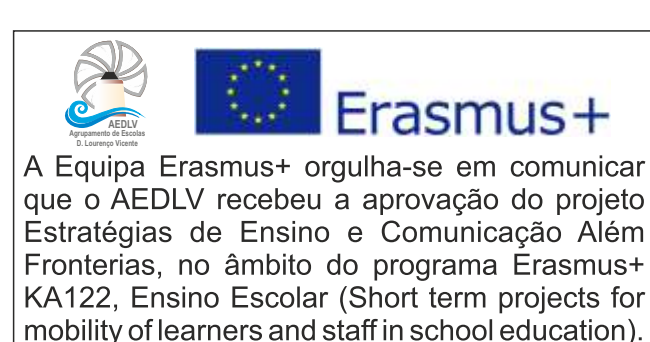 AEDLV
Agrupamento de Escolas
D. Lourenço Vicente
Erasmus+
A Equipa Erasmus+ orgulha-se em comunicar
que o AEDLV recebeu a aprovação do projeto
Estratégias de Ensino e Comunicação Além
Fronterias, no âmbito do programa Erasmus+
KA122, Ensino Escolar (Short term projects for
mobility of learners and staff in school education).